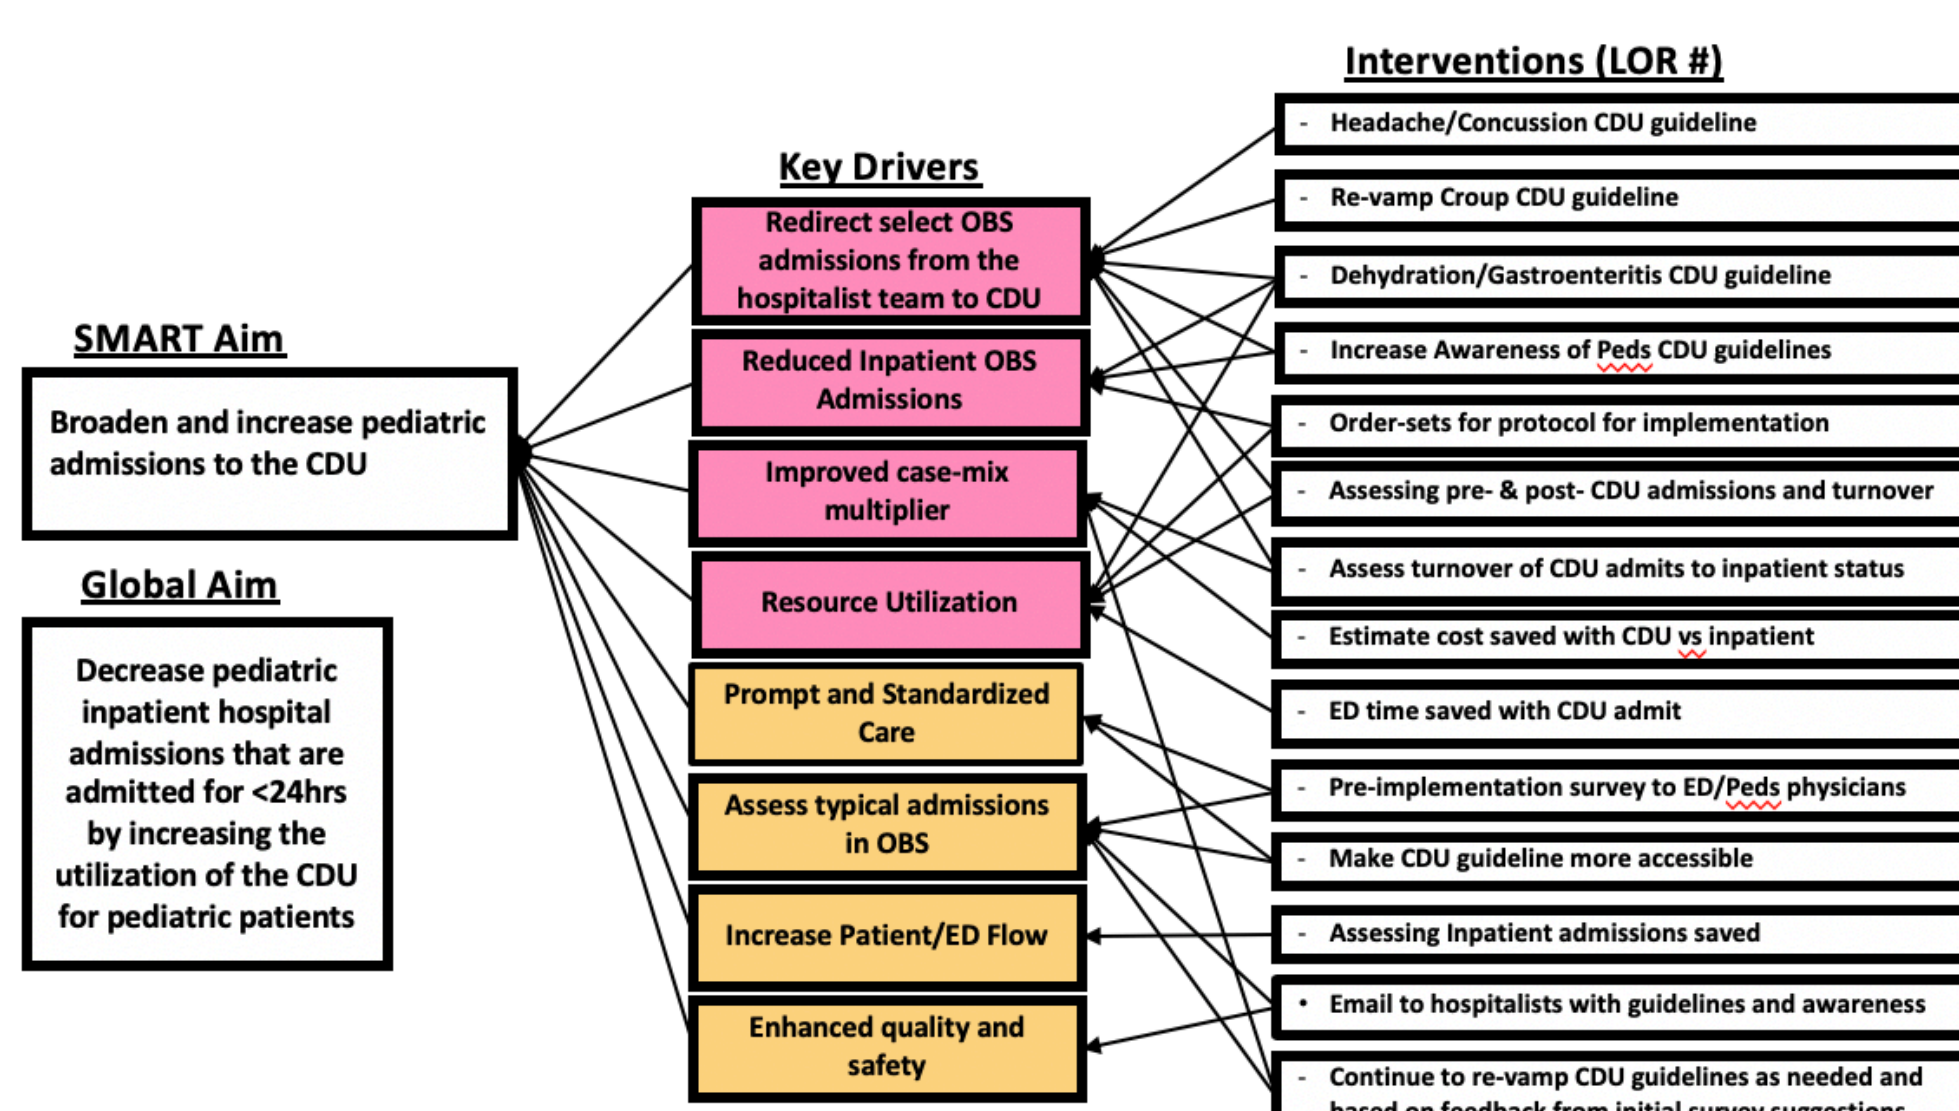 SMART Aim
Broaden and increase pediatric
admissions to the CDU
Global Aim
Decrease pediatric
inpatient hospital
admissions that are
admitted for <24hrs
by increasing the
utilization of the CDU
for pediatric patients
Key Drivers
Redirect select OBS
admissions from the
hospitalist team to CDU
Reduced Inpatient OBS
Admissions
Improved case-mix
multiplier
Resource Utilization
Prompt and Standardized
Care
Assess typical admissions
in OBS
Increase Patient/ED Flow
Enhanced quality and
safety
Interventions (LOR #)
- Headache/Concussion CDU guideline
- Re-vamp Croup CDU guideline
- Dehydration/Gastroenteritis CDU guideline
- Increase Awareness of Peds CDU guidelines
- Order-sets for protocol for implementation
- Assessing pre- & post- CDU admissions and turnover
- Assess turnover of CDU admits to inpatient status
- Estimate cost saved with CDU vs inpatient
- ED time saved with CDU admit
- Pre-implementation survey to ED/Peds physicians
- Make CDU guideline more accessible
- Assessing Inpatient admissions saved
• Email to hospitalists with guidelines and awareness
- Continue to re-vamp CDU guidelines as needed and
based on feedback from initial survey suggestions